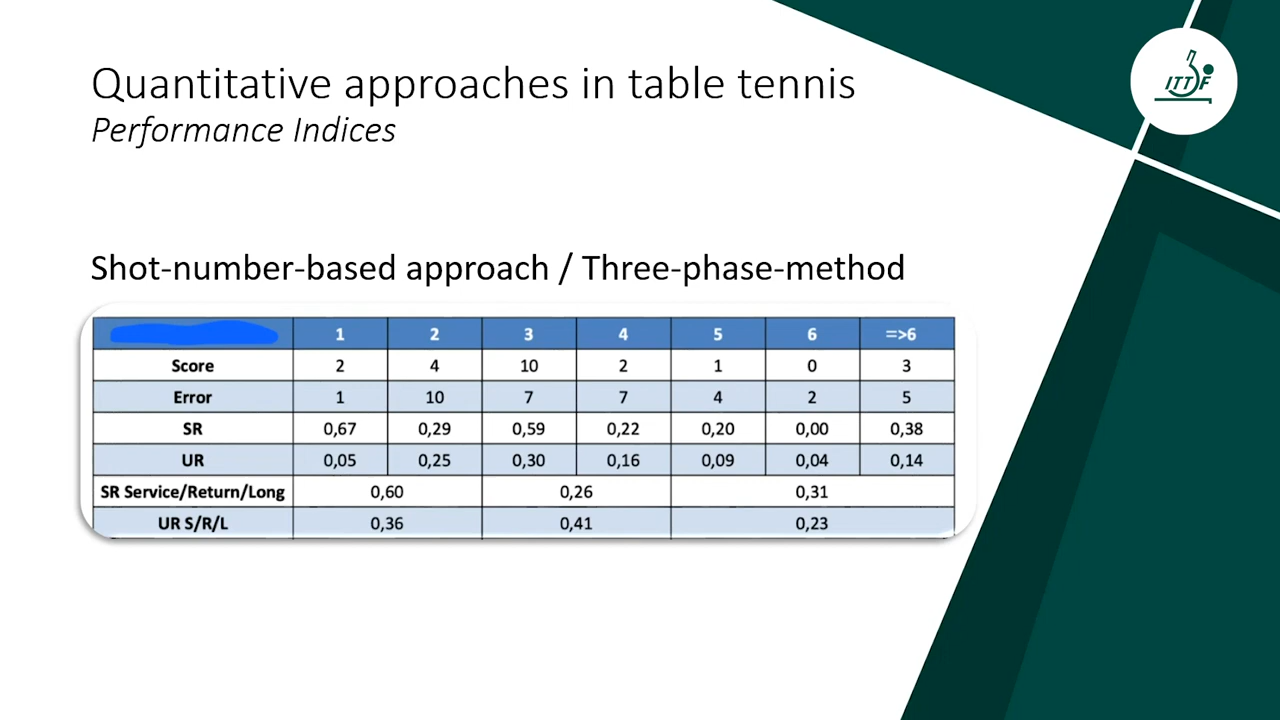 Quantitative approaches in table tennis
Performance Indices
ITTF
Shot-number-based approach / Three-phase-method
1 2 3 4 5 6 =>6
Score 2 4 10 2 1 0 3
Error 1 10 7 7 4 2 5
SR 0,67 0,29 0,59 0,22 0,20 0,00 0,38
UR 0,05 0,25 0,30 0,16 0,09 0,04 0,14
SR Service/Return/Long 0,60 0,26 0,31
UR S/R/L 0,36 0,41 0,23